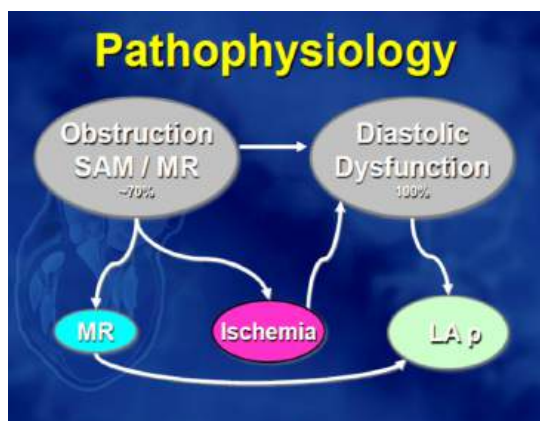 Pathophysiology
Obstruction
SAM / MR
~70%
Diastolic
Dysfunction
100%
MR
Ischemia
LA p